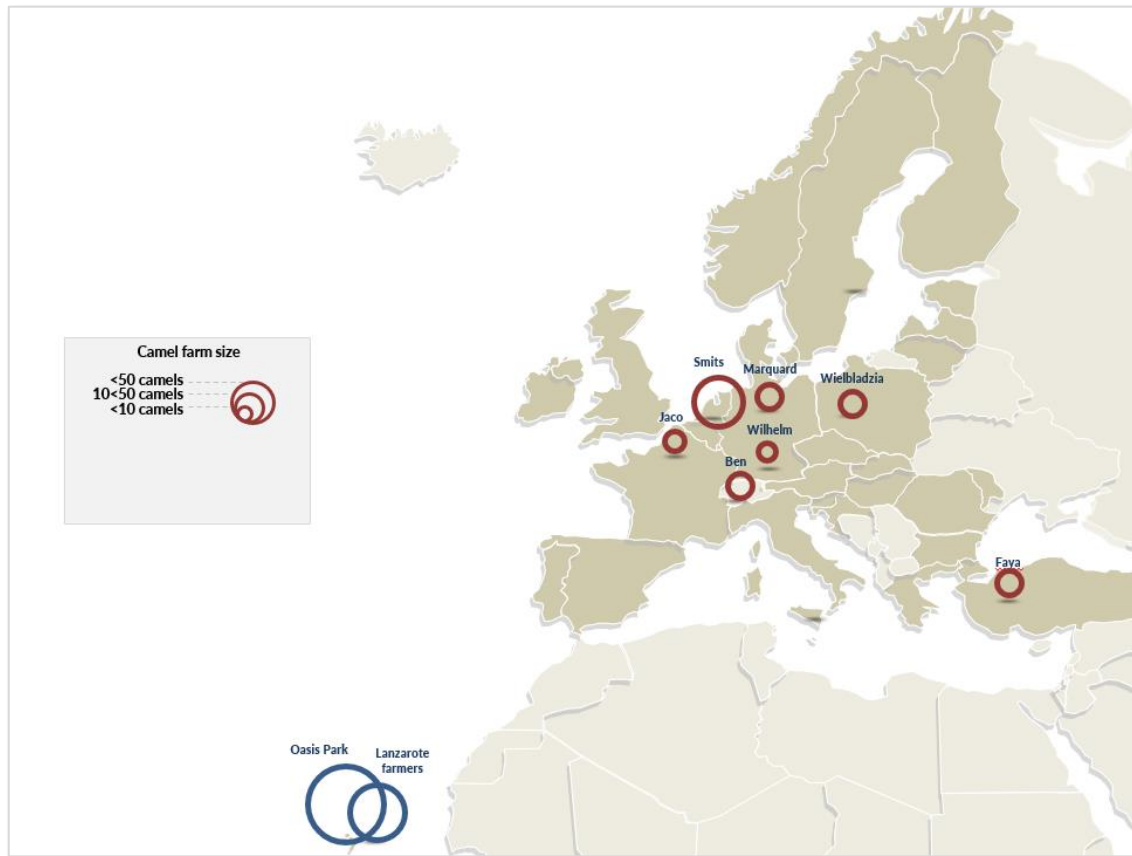 Camel farm size
<50 camels
10<50 camels
<10 camels
Smits
Marquard
Wielbladzia
Jaco
Wilhelm
Ben
Faya
Oasis Park
Lanzarote
farmers